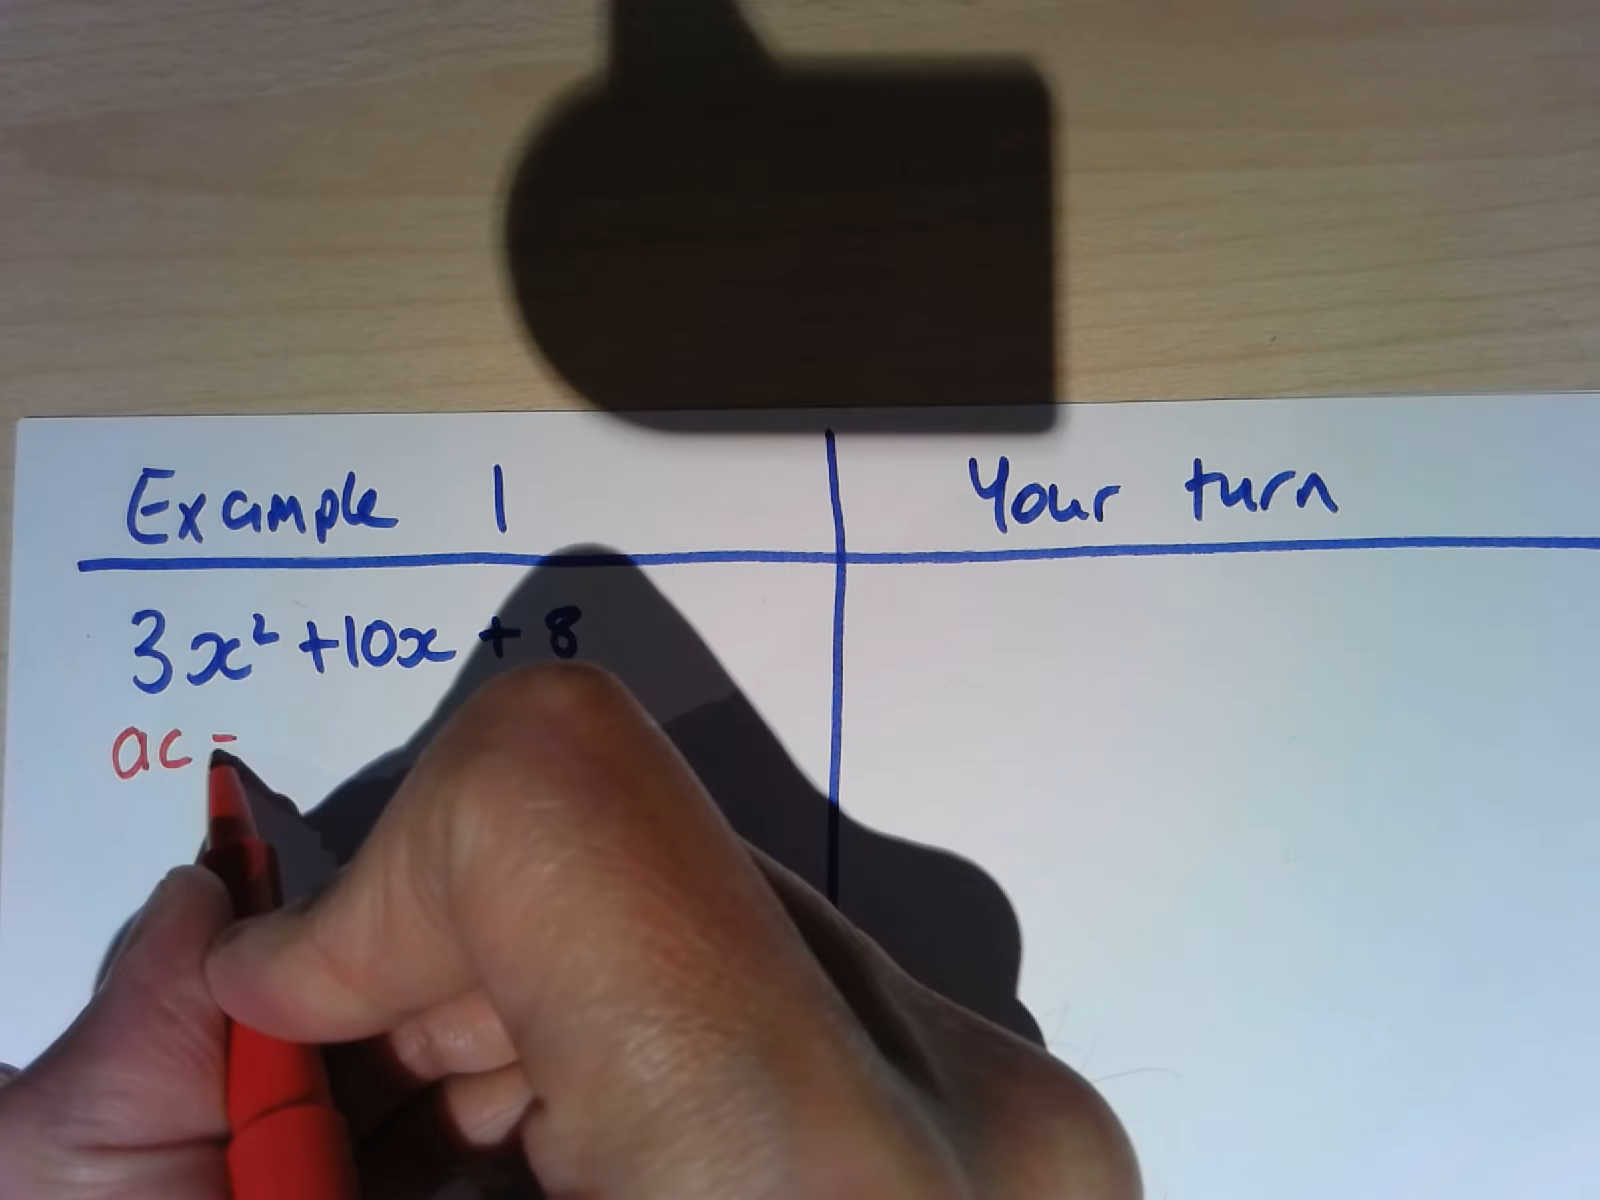 Example 1
Your turn
3x² +10x + 8
ac =